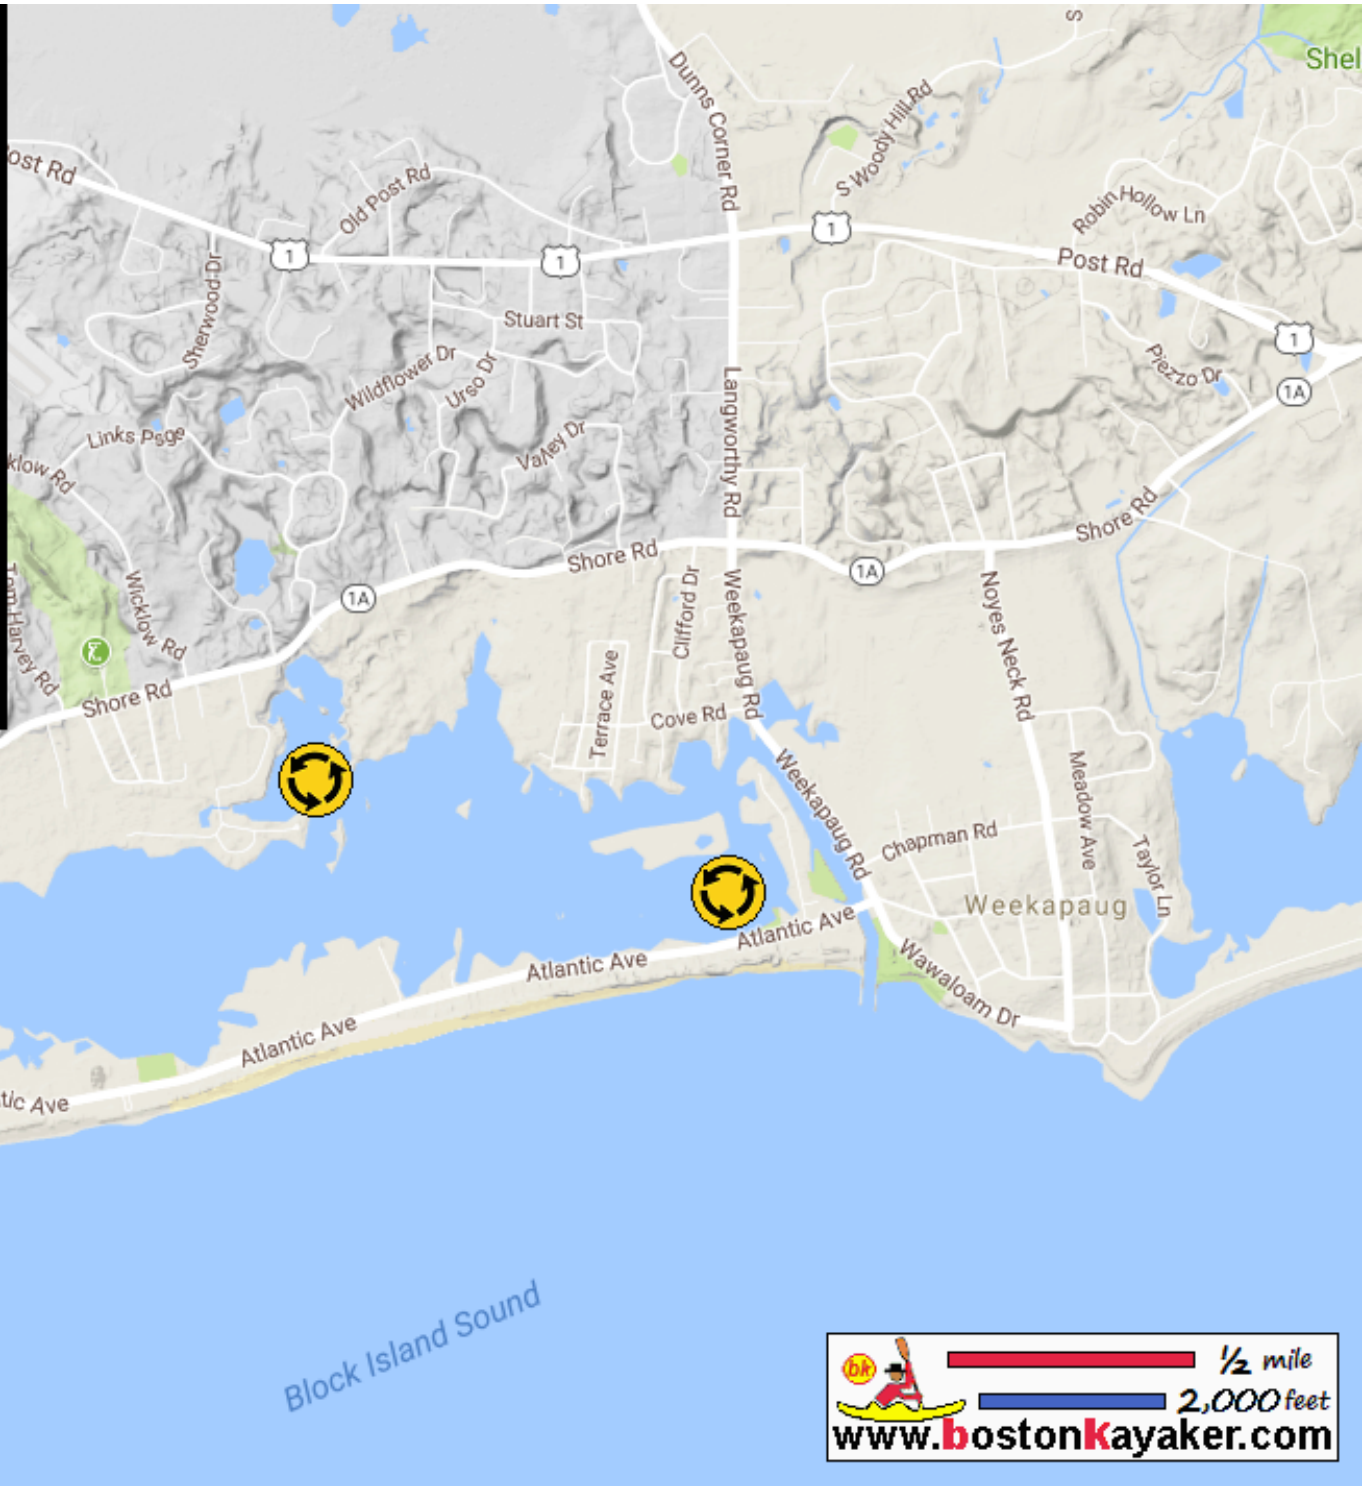 S
Shel
Dunns Corner Rd
S Woody Hill Rd
ost Rd
Old Post Rd
Robin Hollow Ln
1
1
1
Post Rd
Sherwood Dr
Stuart St
1
Wildflower Dr
Urso Dr
Piezzo Dr
1A
Langworthy Rd
Links Psge
Valley Dr
klow Rd
Shore Rd
Shore Rd
1A
1A
Tom Harvey Rd
Wicklow Rd
Clifford Dr
Weekapaug Rd
Noyes Neck Rd
Shore Rd
Terrace Ave
Cove Rd
Weekapaug Rd
Meadow Ave
Chapman Rd
Taylor Ln
Weekapaug
Atlantic Ave
Atlantic Ave
Wawaloam Dr
Atlantic Ave
tic Ave
Block Island Sound
bk
½ mile
2,000 feet
www.bostonkayaker.com